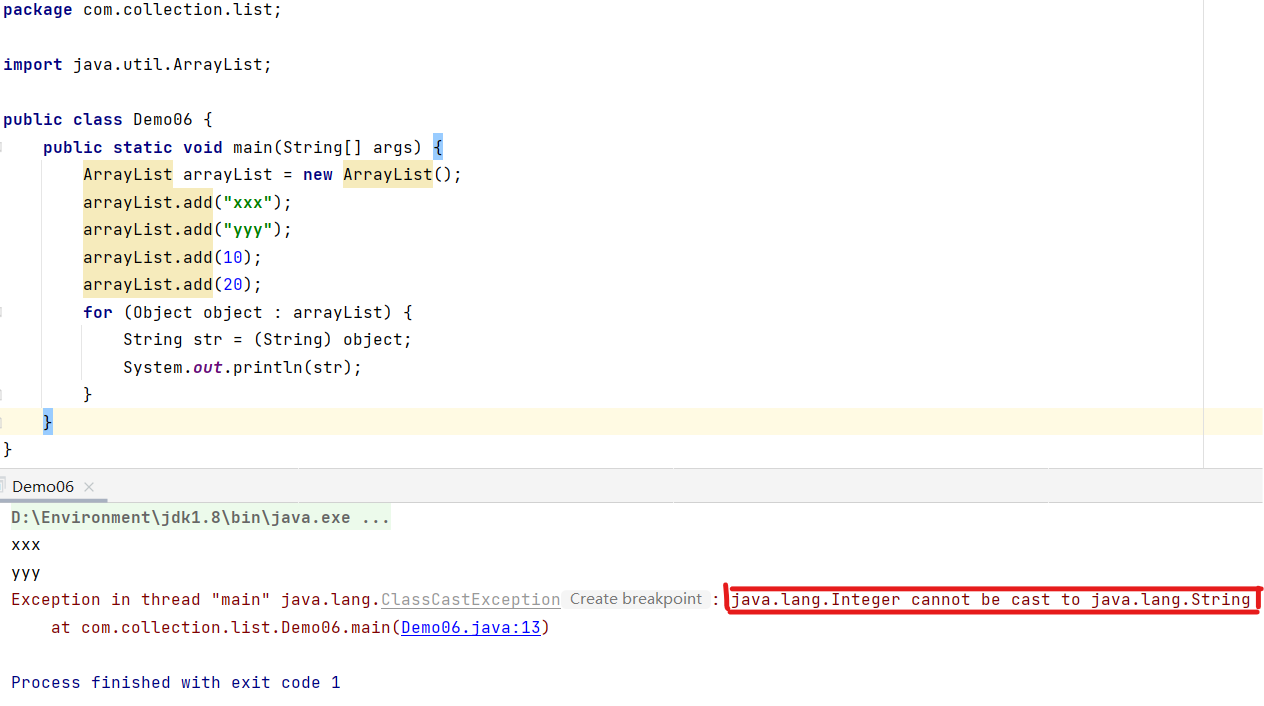 package com.collection.list;
import java.util.ArrayList;
public class Demo06 {
    public static void main(String[] args) {
        ArrayList arrayList = new ArrayList();
        arrayList.add("xxx");
        arrayList.add("yyy");
        arrayList.add(10);
        arrayList.add(20);
        for (Object object : arrayList) {
            String str = (String) object;
            System.out.println(str);
        }
    }
}
Demo06 ×
D:\Environment\jdk1.8\bin\java.exe ...
xxx
yyy
Exception in thread "main" java.lang.ClassCastException Create breakpoint : java.lang.Integer cannot be cast to java.lang.String
    at com.collection.list.Demo06.main(Demo06.java:13)
Process finished with exit code 1